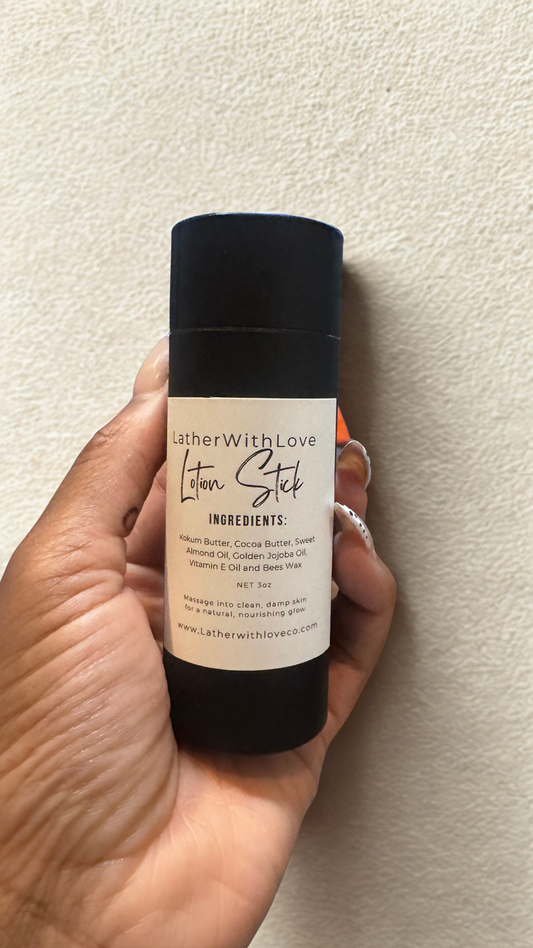 LatherWithLove
Lotion Stick
INGREDIENTS:
Kokum Butter, Cocoa Butter, Sweet
Almond Oil, Golden Jojoba Oil,
Vitamin E Oil and Bees Wax
NET 3oz
Massage into clean, damp skin
for a natural, nourishing glow
www.Latherwithloveco.com